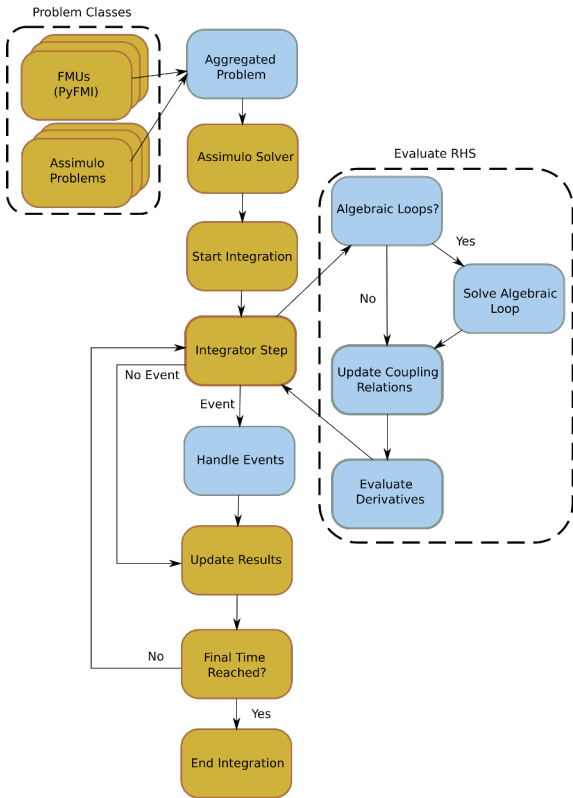 Problem Classes
FMUs
(PyFMI)
Assimulo
Problems
Aggregated
Problem
Assimulo Solver
Start Integration
Integrator Step
No Event
Event
Handle Events
Update Results
Final Time
Reached?
No
Yes
End Integration
Evaluate RHS
Algebraic Loops?
Yes
No
Solve Algebraic
Loop
Update Coupling
Relations
Evaluate
Derivatives